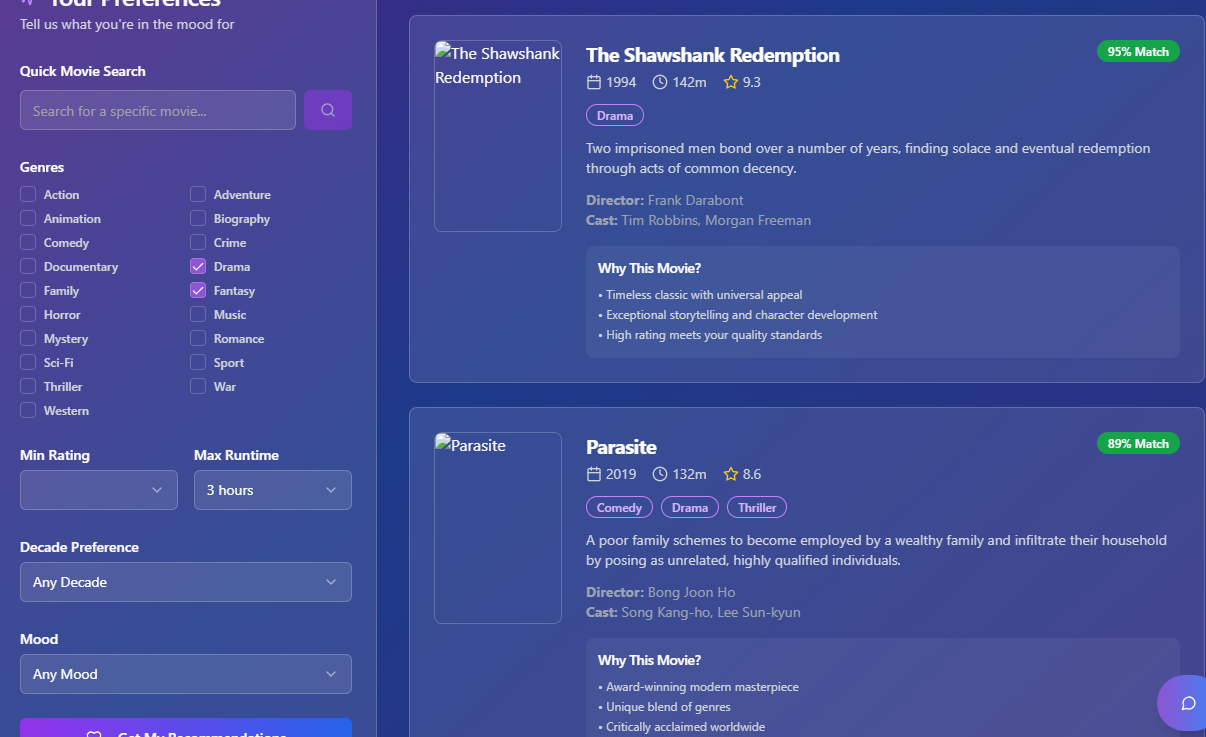 Your Preferences
Tell us what you're in the mood for
Quick Movie Search
Search for a specific movie...
Genres
Action
Adventure
Animation
Biography
Comedy
Crime
Documentary
Drama
Family
Fantasy
Horror
Music
Mystery
Romance
Sci-Fi
Sport
Thriller
War
Western
Min Rating
Max Runtime
3 hours
Decade Preference
Any Decade
Mood
Any Mood
Get My Recommendations
The Shawshank
Redemption
The Shawshank Redemption
95% Match
1994 142m 9.3
Drama
Two imprisoned men bond over a number of years, finding solace and eventual redemption
through acts of common decency.
Director: Frank Darabont
Cast: Tim Robbins, Morgan Freeman
Why This Movie?
• Timeless classic with universal appeal
• Exceptional storytelling and character development
• High rating meets your quality standards
Parasite
Parasite
89% Match
2019 132m 8.6
Comedy Drama Thriller
A poor family schemes to become employed by a wealthy family and infiltrate their household
by posing as unrelated, highly qualified individuals.
Director: Bong Joon Ho
Cast: Song Kang-ho, Lee Sun-kyun
Why This Movie?
• Award-winning modern masterpiece
• Unique blend of genres
• Critically acclaimed worldwide